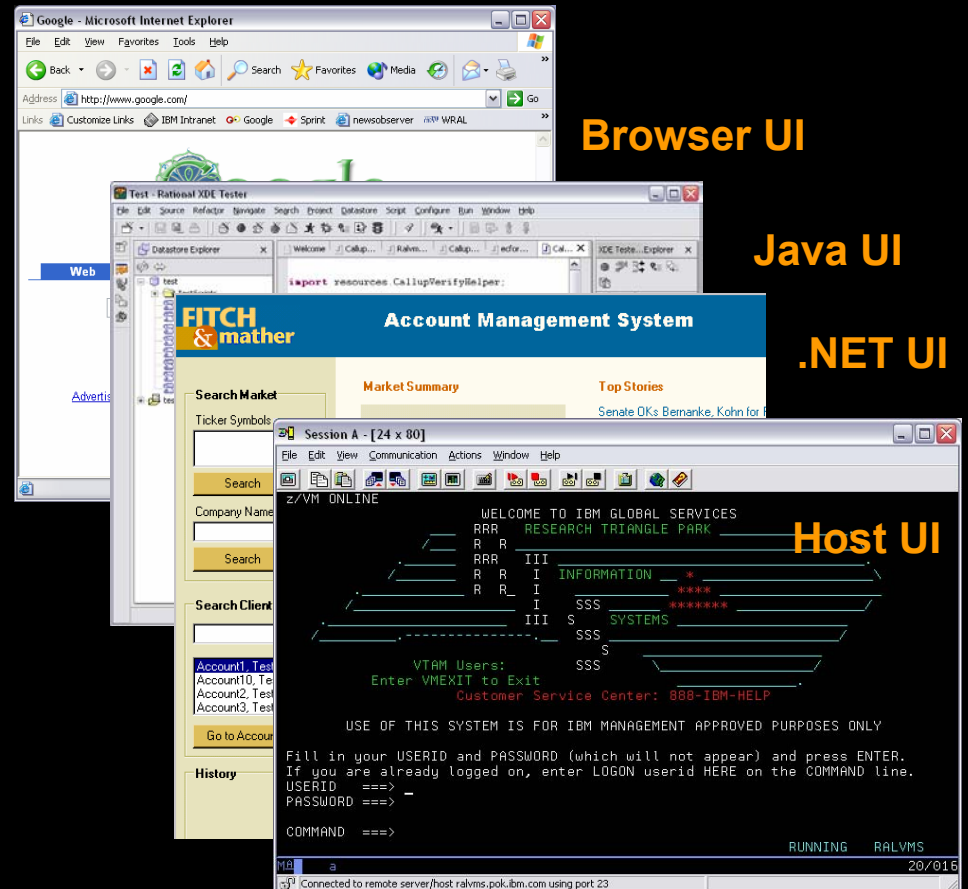 Google - Microsoft Internet Explorer
File Edit View Favorites Tools Help
Back Search Favorites Media
Address http://www.google.com/ Go
Links Customize Links IBM Intranet Google Sprint newsobserver WRAL
Browser UI
Web
Test - Rational XDE Tester
File Edit Source Refactor Navigate Search Project Datastore Script Configure Run Window Help
Datastore Explorer Welcome Callup... Ralvm... Callup... ecfor... Cal... XDE Teste...Explorer
test
import resources.CallupVerifyHelper;
Java UI
FITCH & mather
Account Management System
.NET UI
Market Summary
Top Stories
Senate OKs Bernanke, Kohn for
Search Market
Ticker Symbols
Search
Company Name
Search
Search Client
Account1, Test
Account10, Te
Account2, Test
Account3, Test
Go to Accour
History
Session A - [24 x 80]
File Edit View Communication Actions Window Help
z/VM ONLINE
WELCOME TO IBM GLOBAL SERVICES
RESEARCH TRIANGLE PARK
Host UI
INFORMATION
SYSTEMS
VTAM Users:
Enter VMEXIT to Exit
Customer Service Center: 888-IBM-HELP
USE OF THIS SYSTEM IS FOR IBM MANAGEMENT APPROVED PURPOSES ONLY
Fill in your USERID and PASSWORD (which will not appear) and press ENTER.
If you are already logged on, enter LOGON userid HERE on the COMMAND line.
USERID ===> _
PASSWORD ===>
COMMAND ===>
RUNNING RALVMS
MA a 20/016
Connected to remote server/host ralvms.pok.ibm.com using port 23